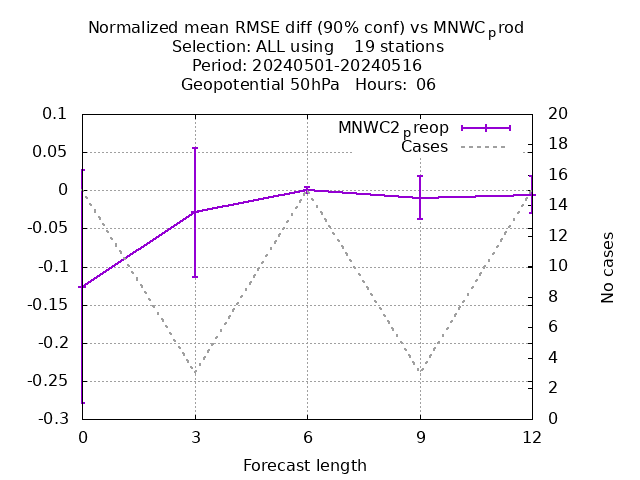 Normalized mean RMSE diff (90% conf) vs MNWCprod
Selection: ALL using 19 stations
Period: 20240501-20240516
Geopotential 50hPa Hours: 06
MNWC2preop
Cases
0.1
0.05
0
-0.05
-0.1
-0.15
-0.2
-0.25
-0.3
20
18
16
14
12
10
8
6
4
2
0
No cases
0 3 6 9 12
Forecast length